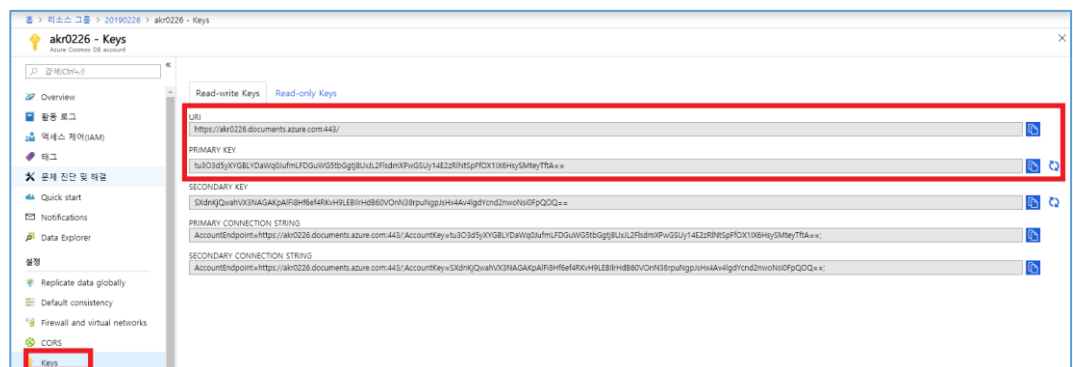 홈 > 리소스 그룹 > 20190226 > akr0226 - Keys
akr0226 - Keys
Azure Cosmos DB account
검색(Ctrl+/)
Overview
활동 로그
액세스 제어(IAM)
태그
문제 진단 및 해결
Quick start
Notifications
Data Explorer
설정
Replicate data globally
Default consistency
Firewall and virtual networks
CORS
Keys
Read-write Keys Read-only Keys
URI
https://akr0226.documents.azure.com:443/
PRIMARY KEY
SECONDARY KEY
PRIMARY CONNECTION STRING
SECONDARY CONNECTION STRING